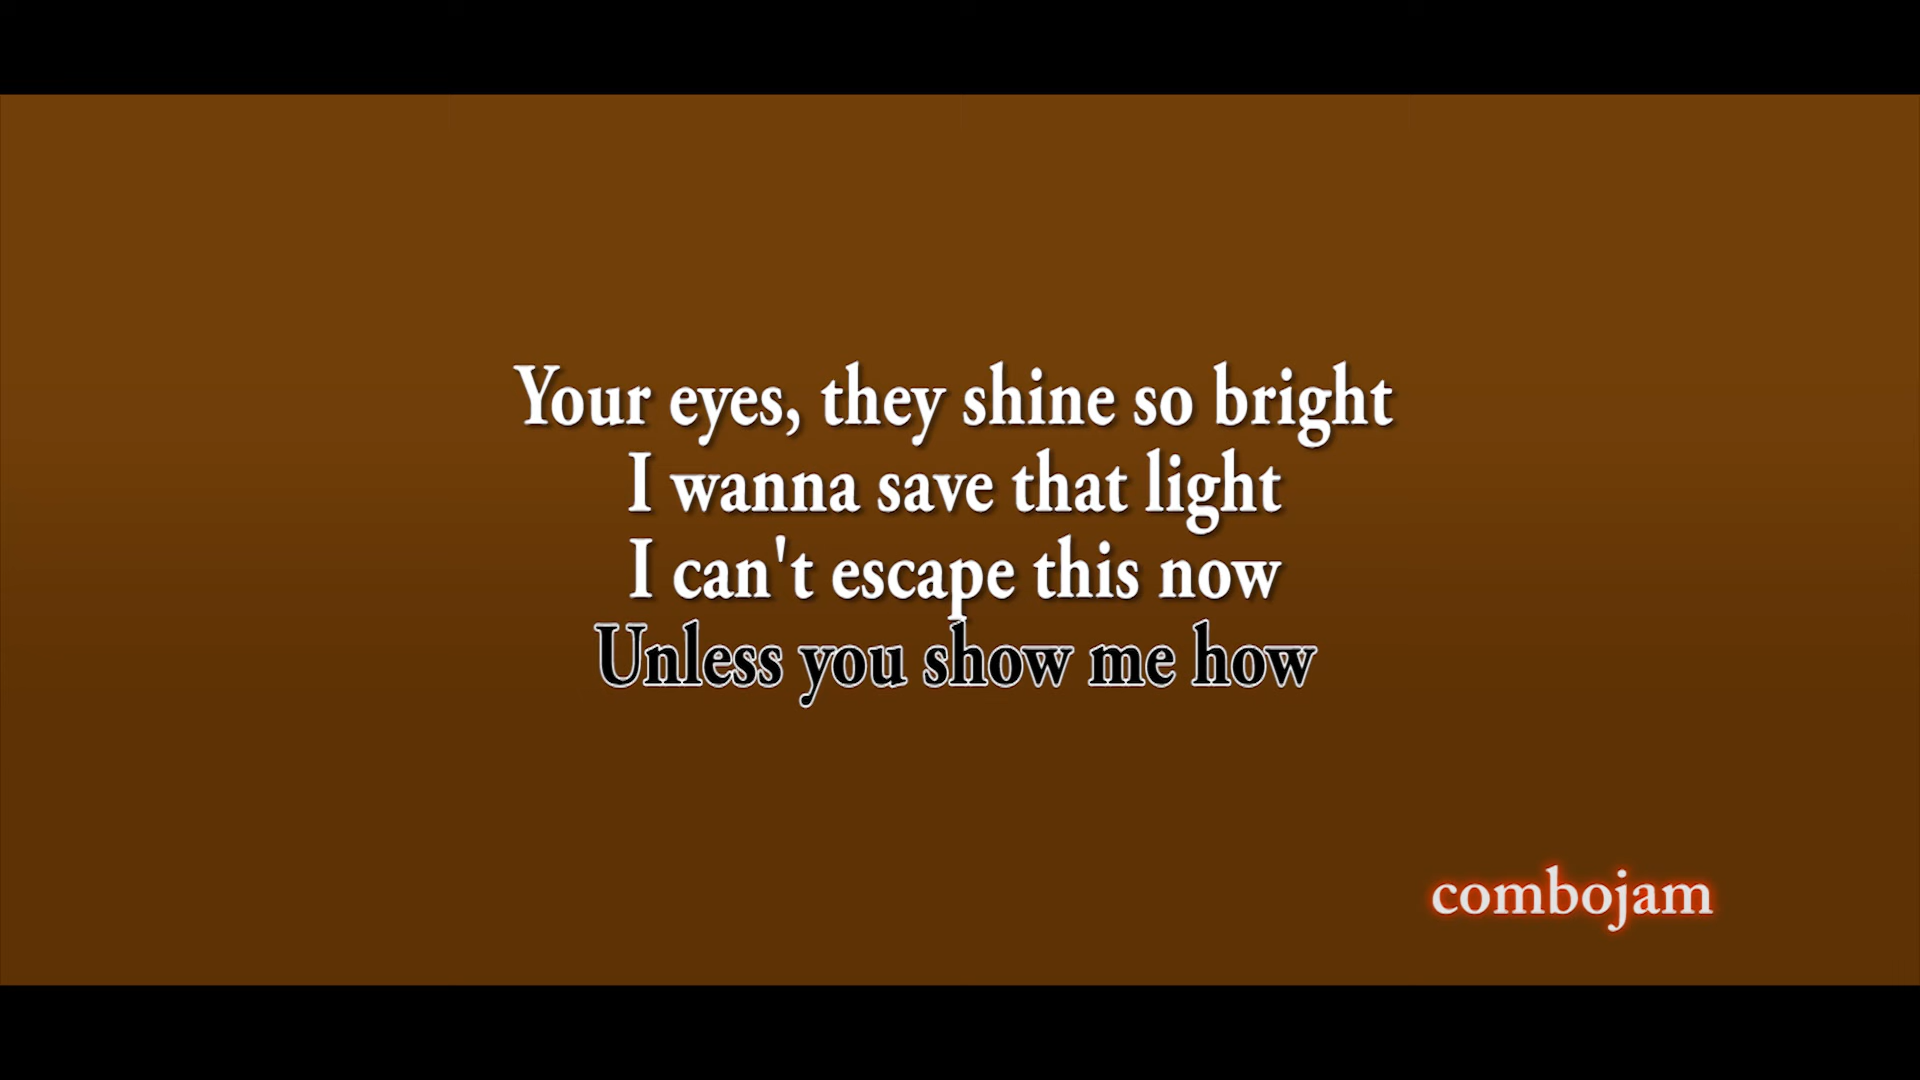 Your eyes, they shine so bright
I wanna save that light
I can't escape this now
Unless you show me how
combojam